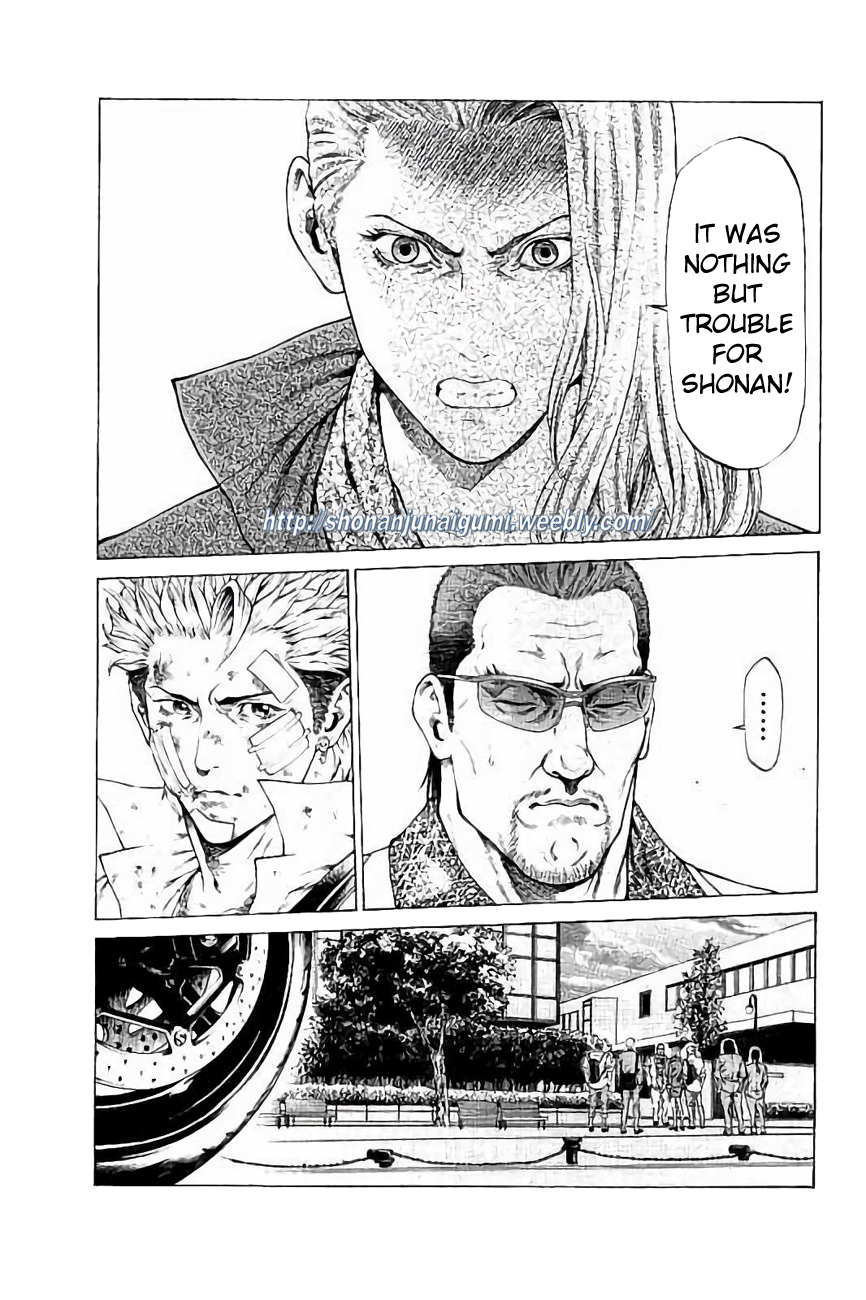 IT WAS
NOTHING
BUT
TROUBLE
FOR
SHONAN!
http://shonanjunaigumi.weebly.com/
......